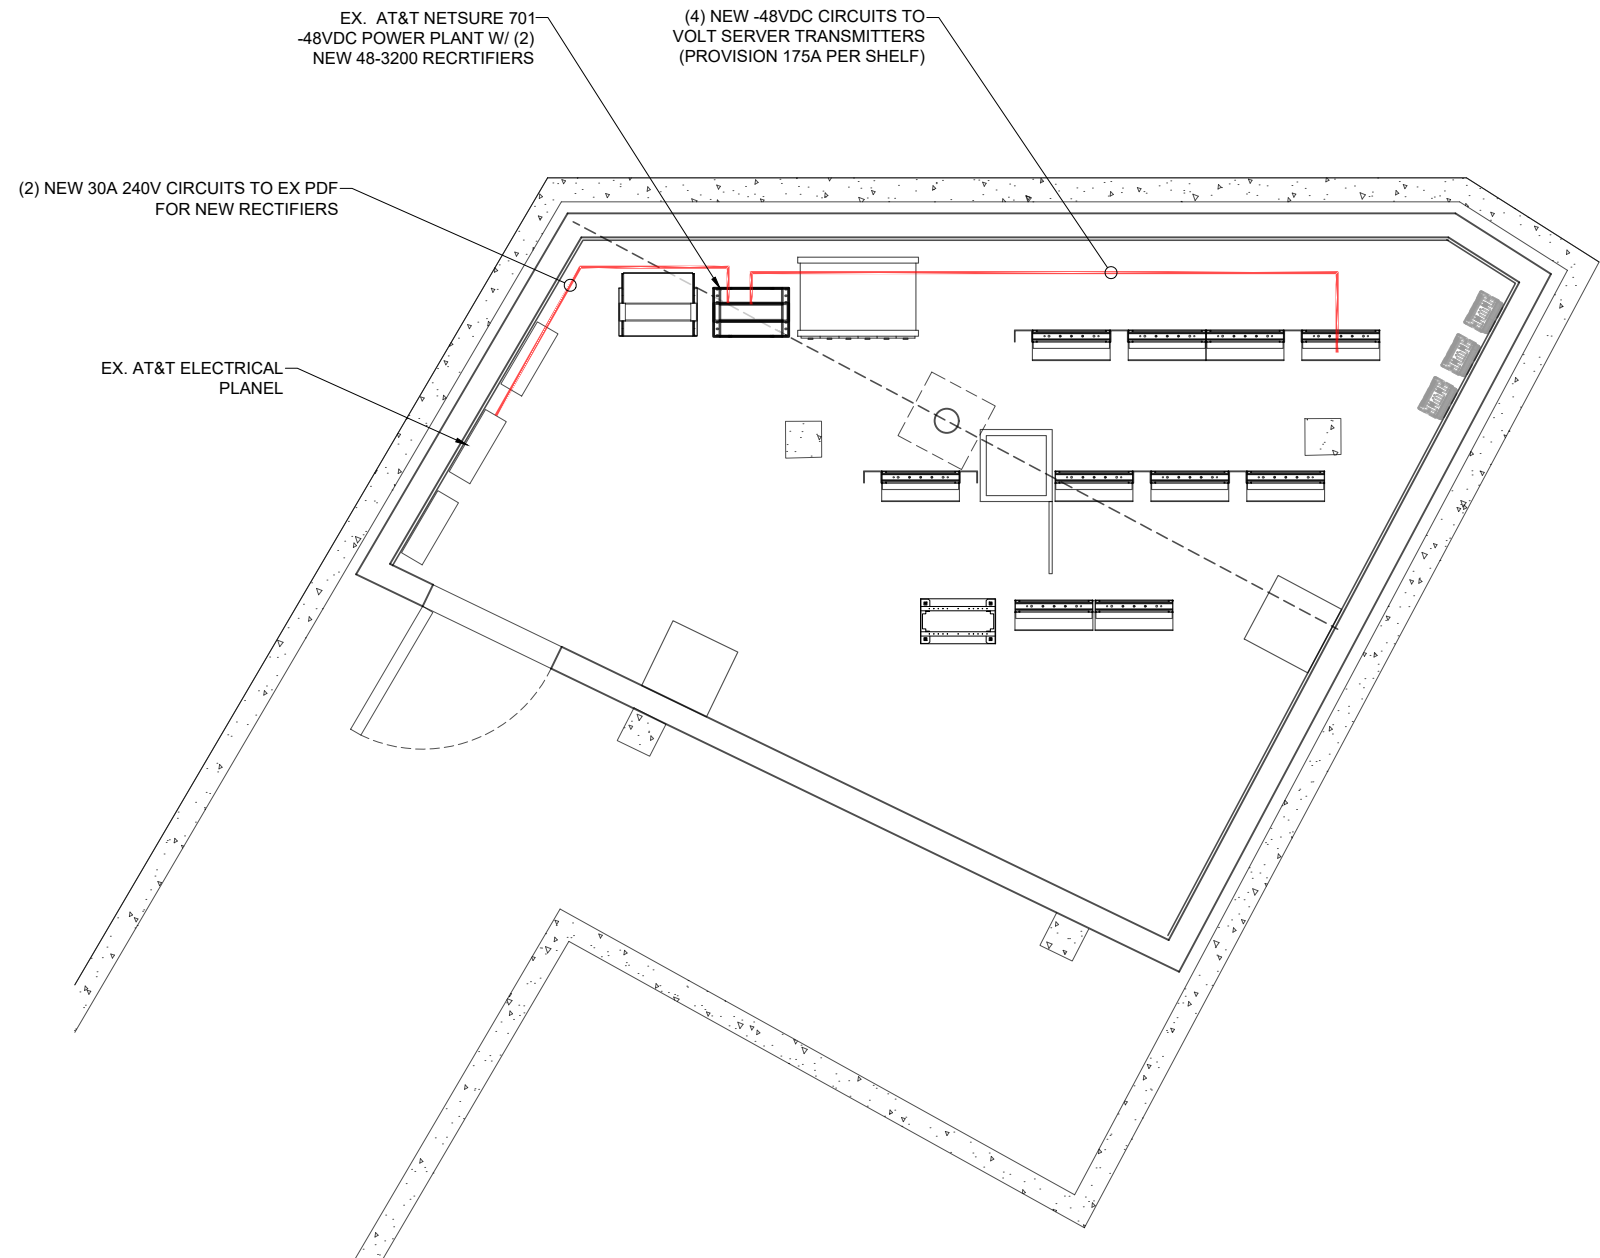 EX. AT&T NETSURE 701
-48VDC POWER PLANT W/ (2)
NEW 48-3200 RECRTIFIERS
(4) NEW -48VDC CIRCUITS TO
VOLT SERVER TRANSMITTERS
(PROVISION 175A PER SHELF)
(2) NEW 30A 240V CIRCUITS TO EX PDF
FOR NEW RECTIFIERS
EX. AT&T ELECTRICAL
PLANEL